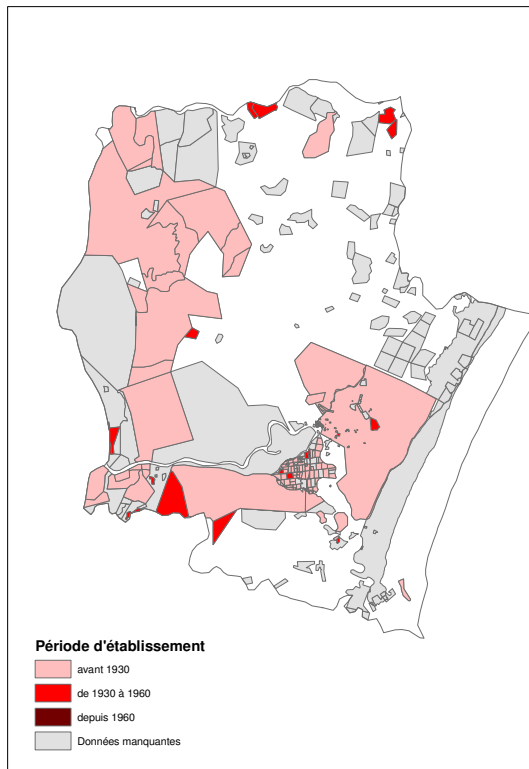 Période d'établissement
avant 1930
de 1930 à 1960
depuis 1960
Données manquantes